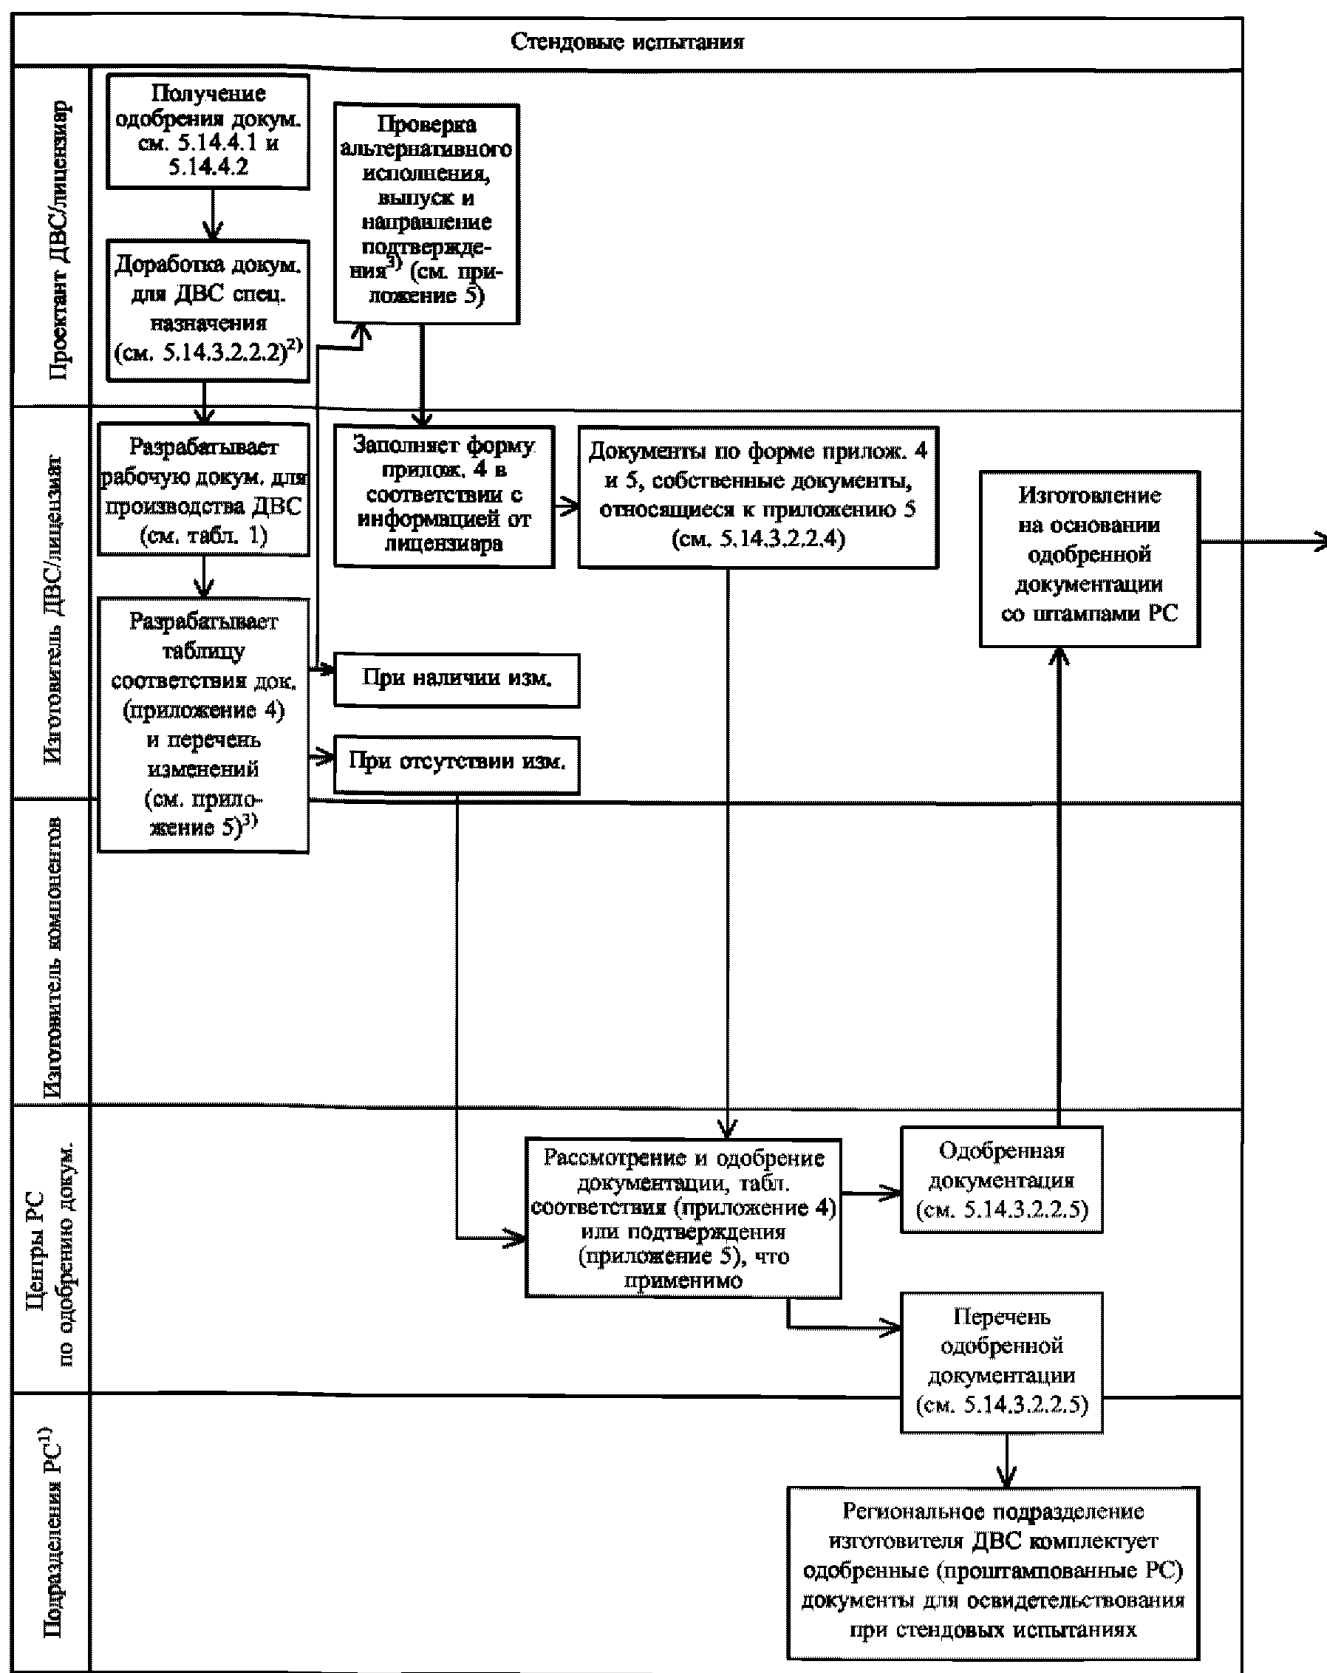 Стендовые испытания
Проектант ДВС/лицензиар
Получение
одобрения докум.
см. 5.14.4.1 и
5.14.4.2
Доработка докум.
для ДВС спец.
назначения
(см. 5.14.3.2.2.2)²⁾
Проверка
альтернативного
исполнения,
выпуск и
направление
подтвержде-
ния³⁾ (см. при-
ложение 5)
Изготовитель ДВС/лицензиат
Разрабатывает
рабочую докум. для
производства ДВС
(см. табл. 1)
Разрабатывает
таблицу
соответствия док.
(приложение 4)
и перечень
изменений
(см. прило-
жение 5)³⁾
Заполняет форму
прилож. 4 в
соответствии с
информацией от
лицензиара
При наличии изм.
При отсутствии изм.
Документы по форме прилож. 4
и 5, собственные документы,
относящиеся к приложению 5
(см. 5.14.3.2.2.4)
Изготовление
на основании
одобренной
документации
со штампами РС
Изготовитель компонентов
Центры РС
по одобрению докум.
Рассмотрение и одобрение
документации, табл.
соответствия (приложение 4)
или подтверждения
(приложение 5), что
применимо
Одобренная
документация
(см. 5.14.3.2.2.5)
Перечень
одобренной
документации
(см. 5.14.3.2.2.5)
Подразделения РС¹⁾
Региональное подразделение
изготовителя ДВС комплектует
одобренные (проштампованные РС)
документы для освидетельствования
при стендовых испытаниях